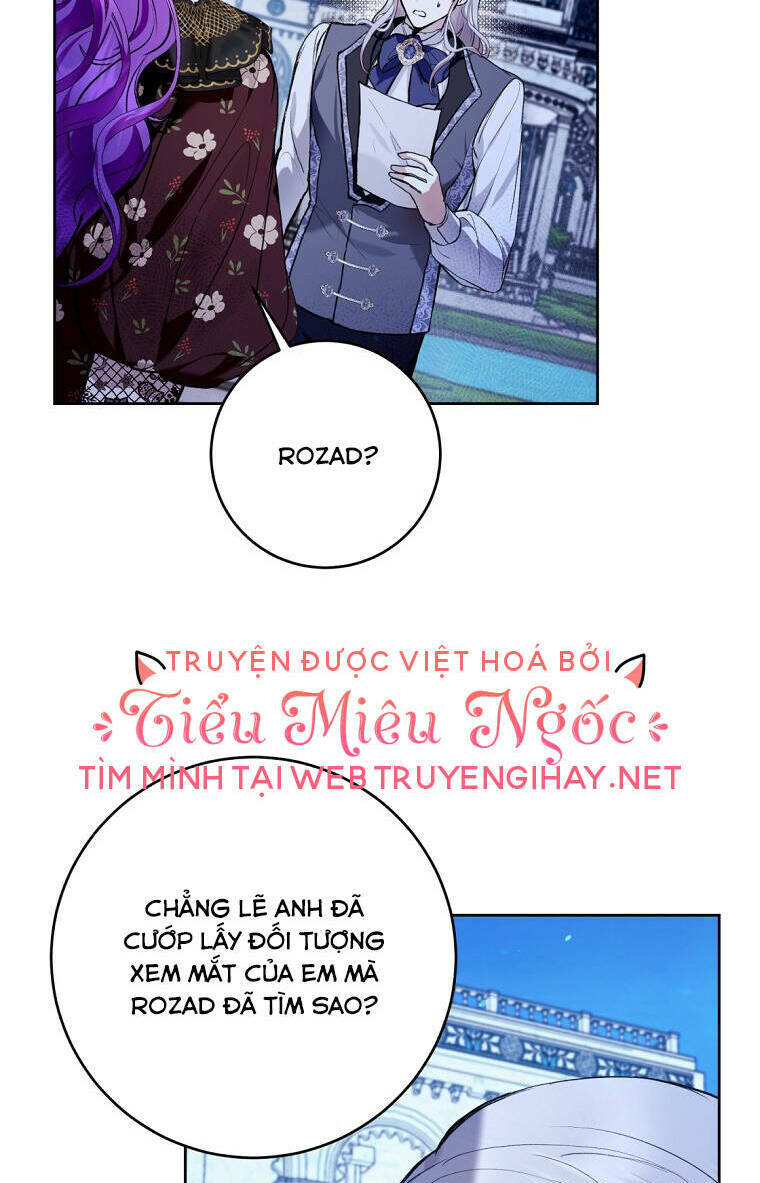 ROZAD?
TRUYỆN ĐƯỢC VIỆT HOÁ BỞI
Tiểu Miêu Ngốc
TÌM MÌNH TẠI WEB TRUYENGIHAY.NET
CHẲNG LẼ ANH ĐÃ
CƯỚP LẤY ĐỐI TƯỢNG
XEM MẮT CỦA EM MÀ
ROZAD ĐÃ TÌM SAO?